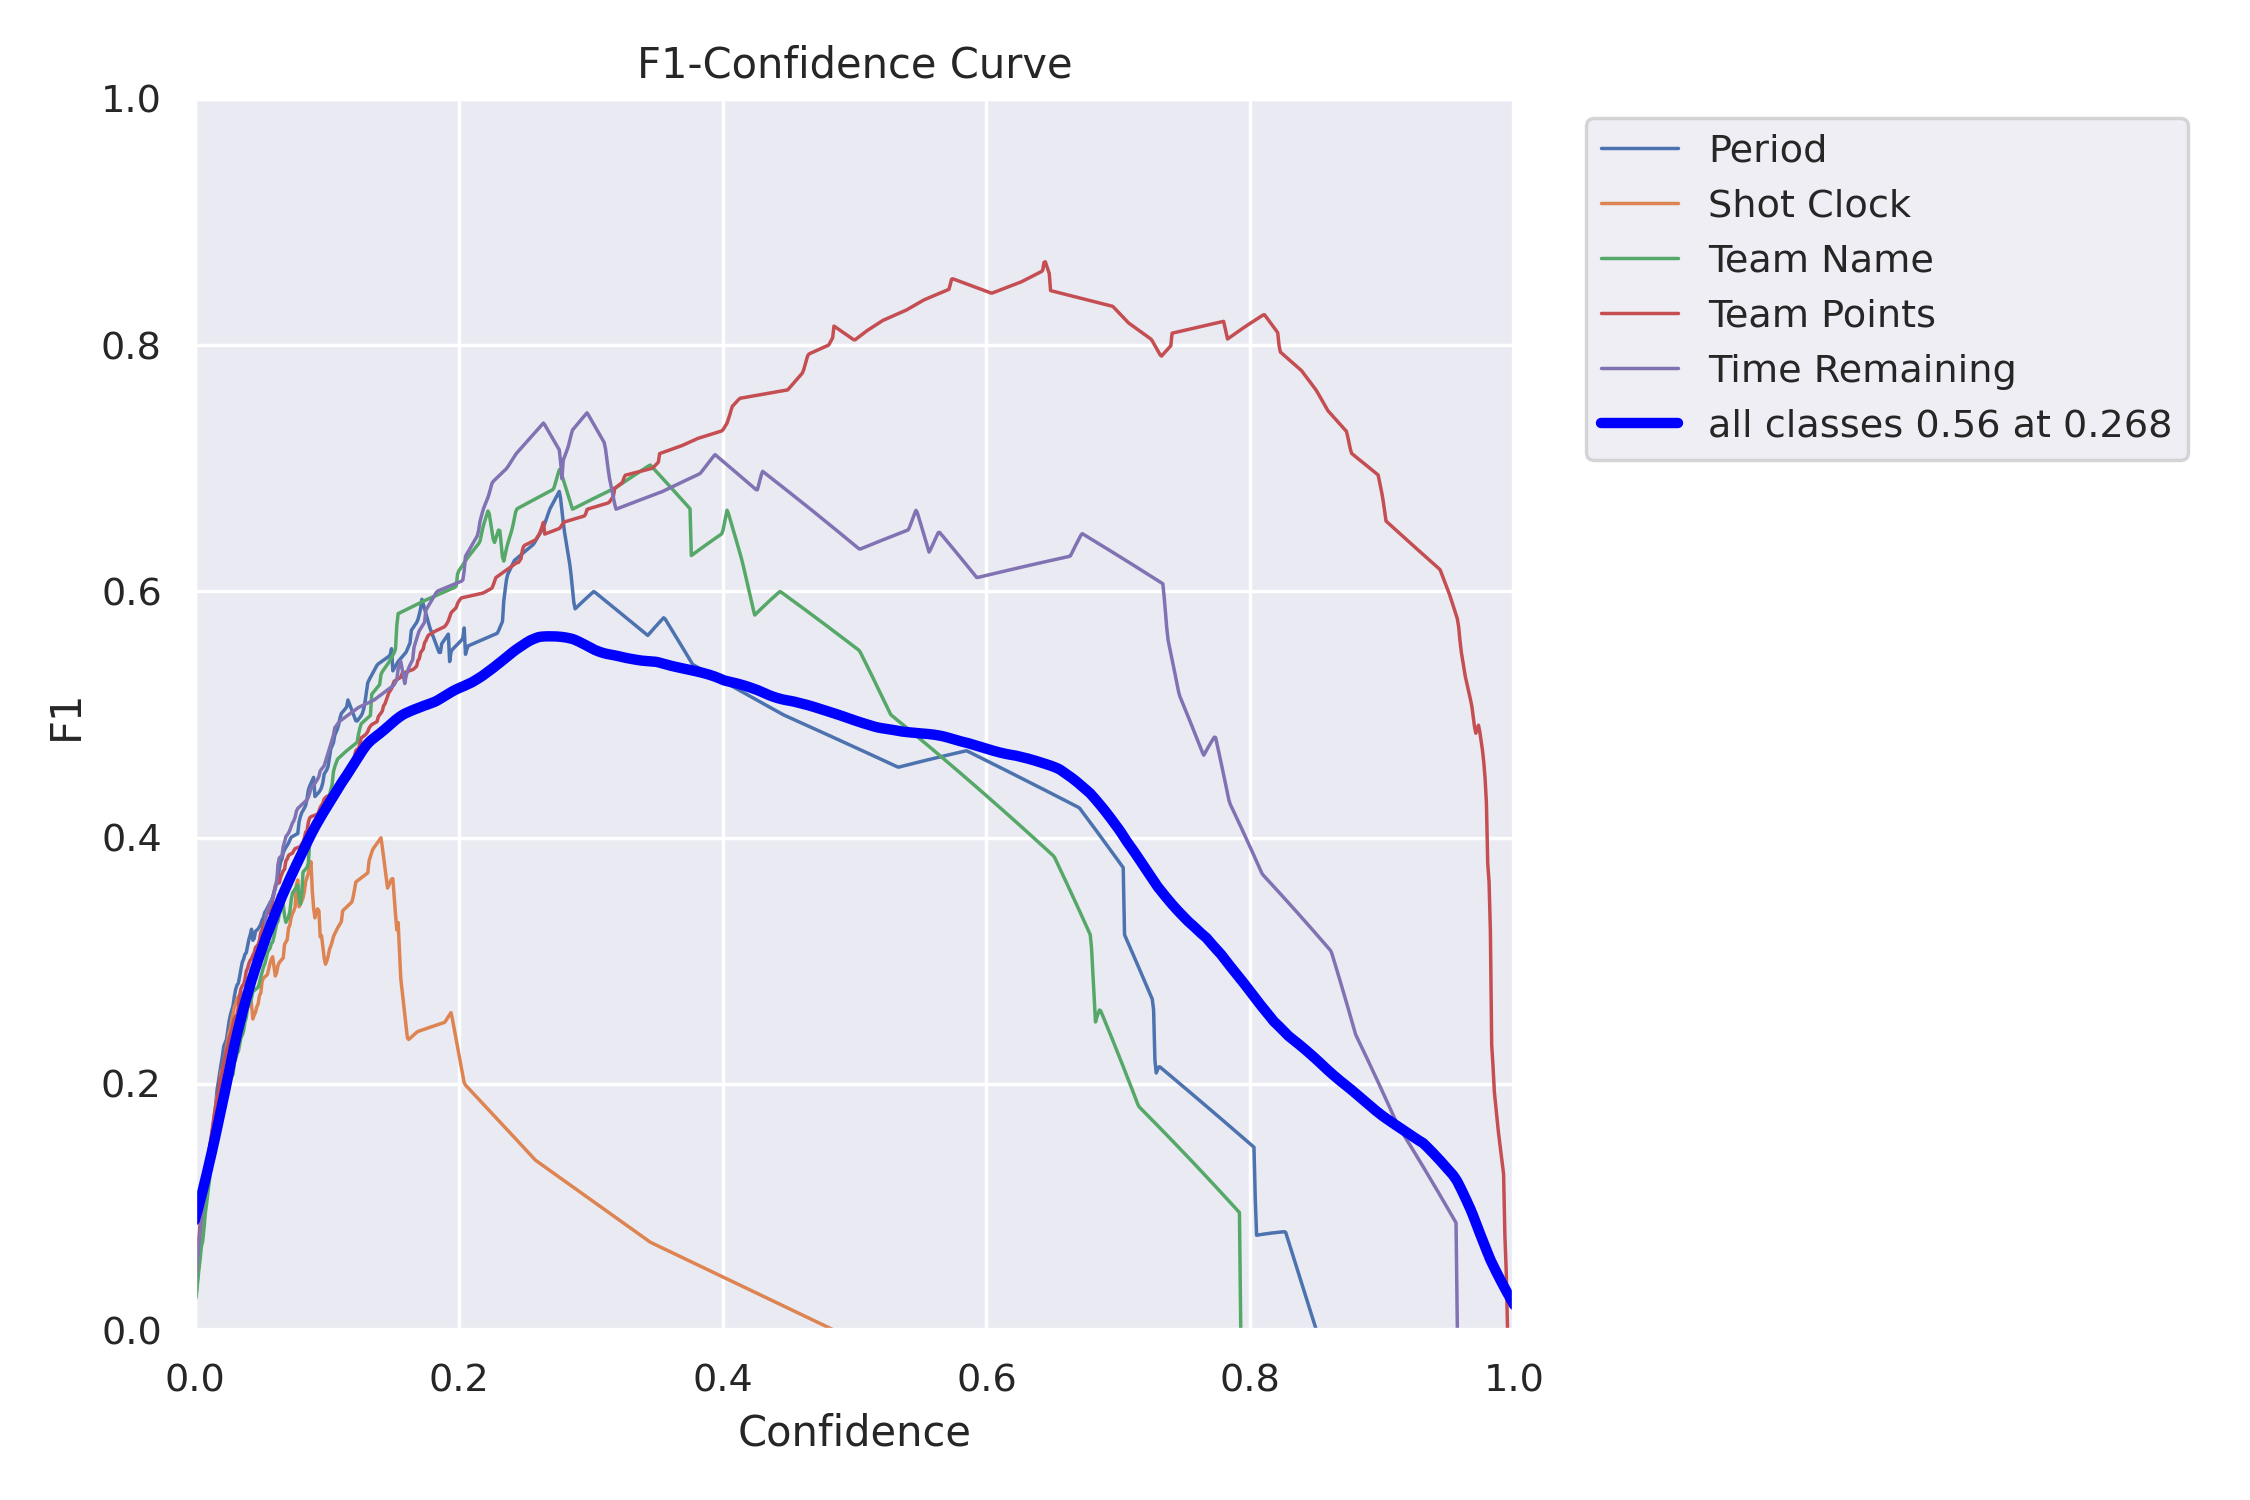 F1-Confidence Curve
1.0
0.8
0.6
0.4
0.2
0.0
F1
0.0 0.2 0.4 0.6 0.8 1.0
Confidence
Period
Shot Clock
Team Name
Team Points
Time Remaining
all classes 0.56 at 0.268